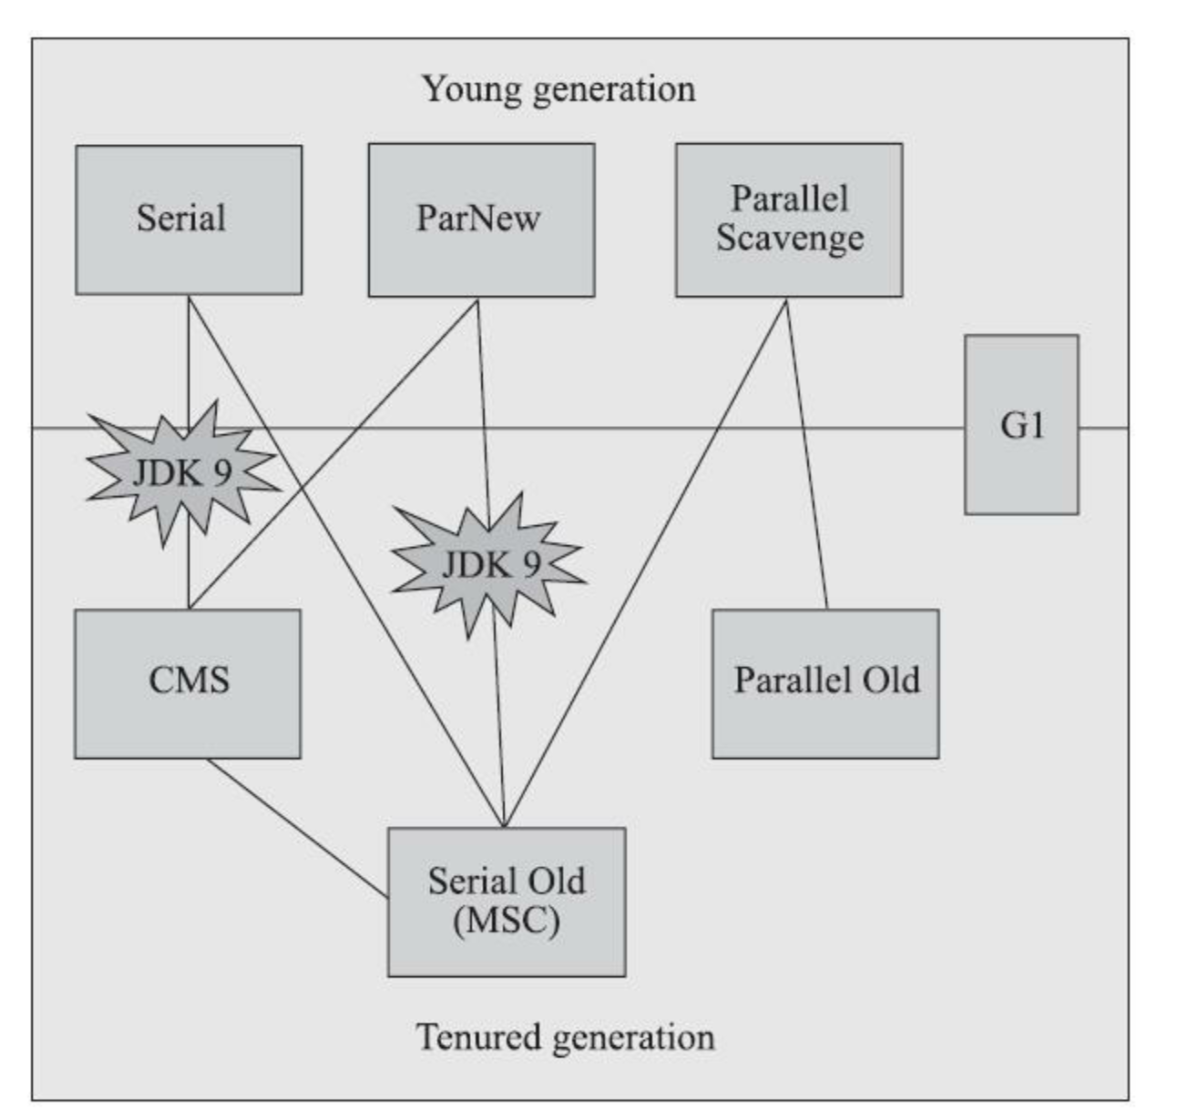 Young generation
Serial
ParNew
Parallel
Scavenge
G1
JDK 9
JDK 9
CMS
Parallel Old
Serial Old
(MSC)
Tenured generation